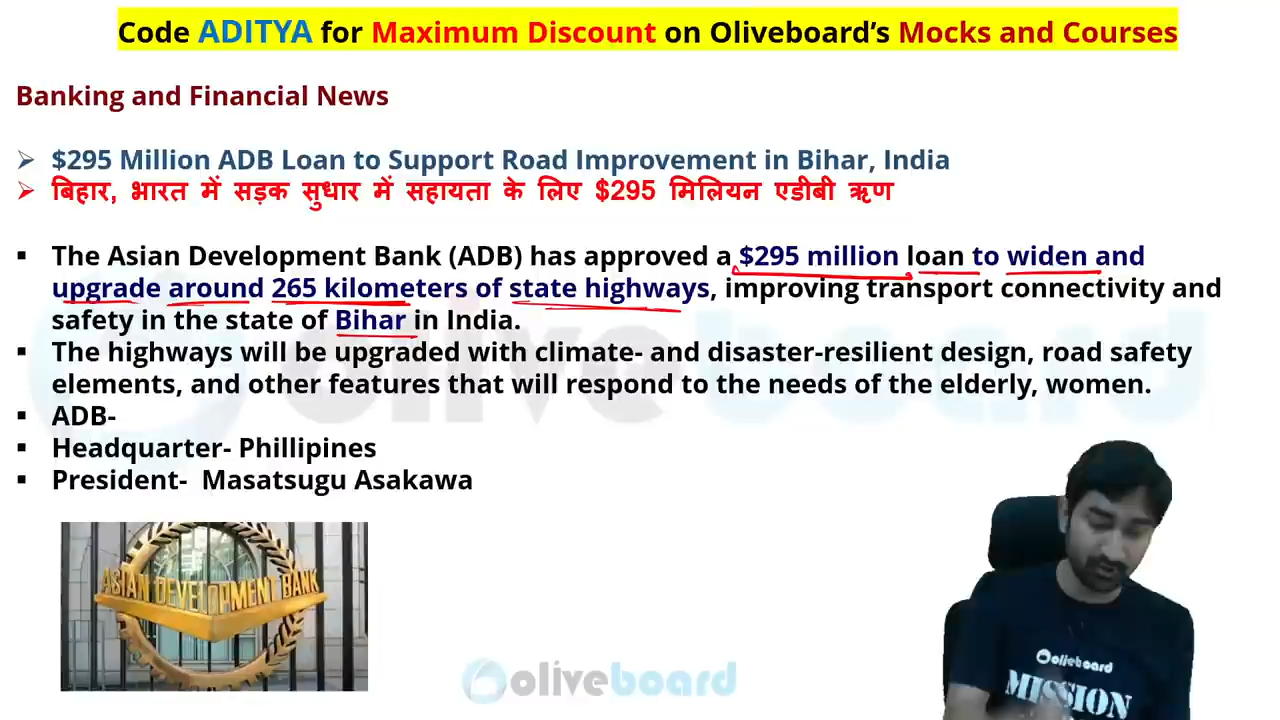 Code ADITYA for Maximum Discount on Oliveboard's Mocks and Courses
Banking and Financial News
➢ $295 Million ADB Loan to Support Road Improvement in Bihar, India
➢ बिहार, भारत में सड़क सुधार में सहायता के लिए $295 मिलियन एडीबी ऋण
▪ The Asian Development Bank (ADB) has approved a $295 million loan to widen and
upgrade around 265 kilometers of state highways, improving transport connectivity and
safety in the state of Bihar in India.
▪ The highways will be upgraded with climate- and disaster-resilient design, road safety
elements, and other features that will respond to the needs of the elderly, women.
▪ ADB-
▪ Headquarter- Phillipines
▪ President- Masatsugu Asakawa
ASIAN DEVELOPMENT BANK
oliveboard
MISSION
oliveboard
oliveboard